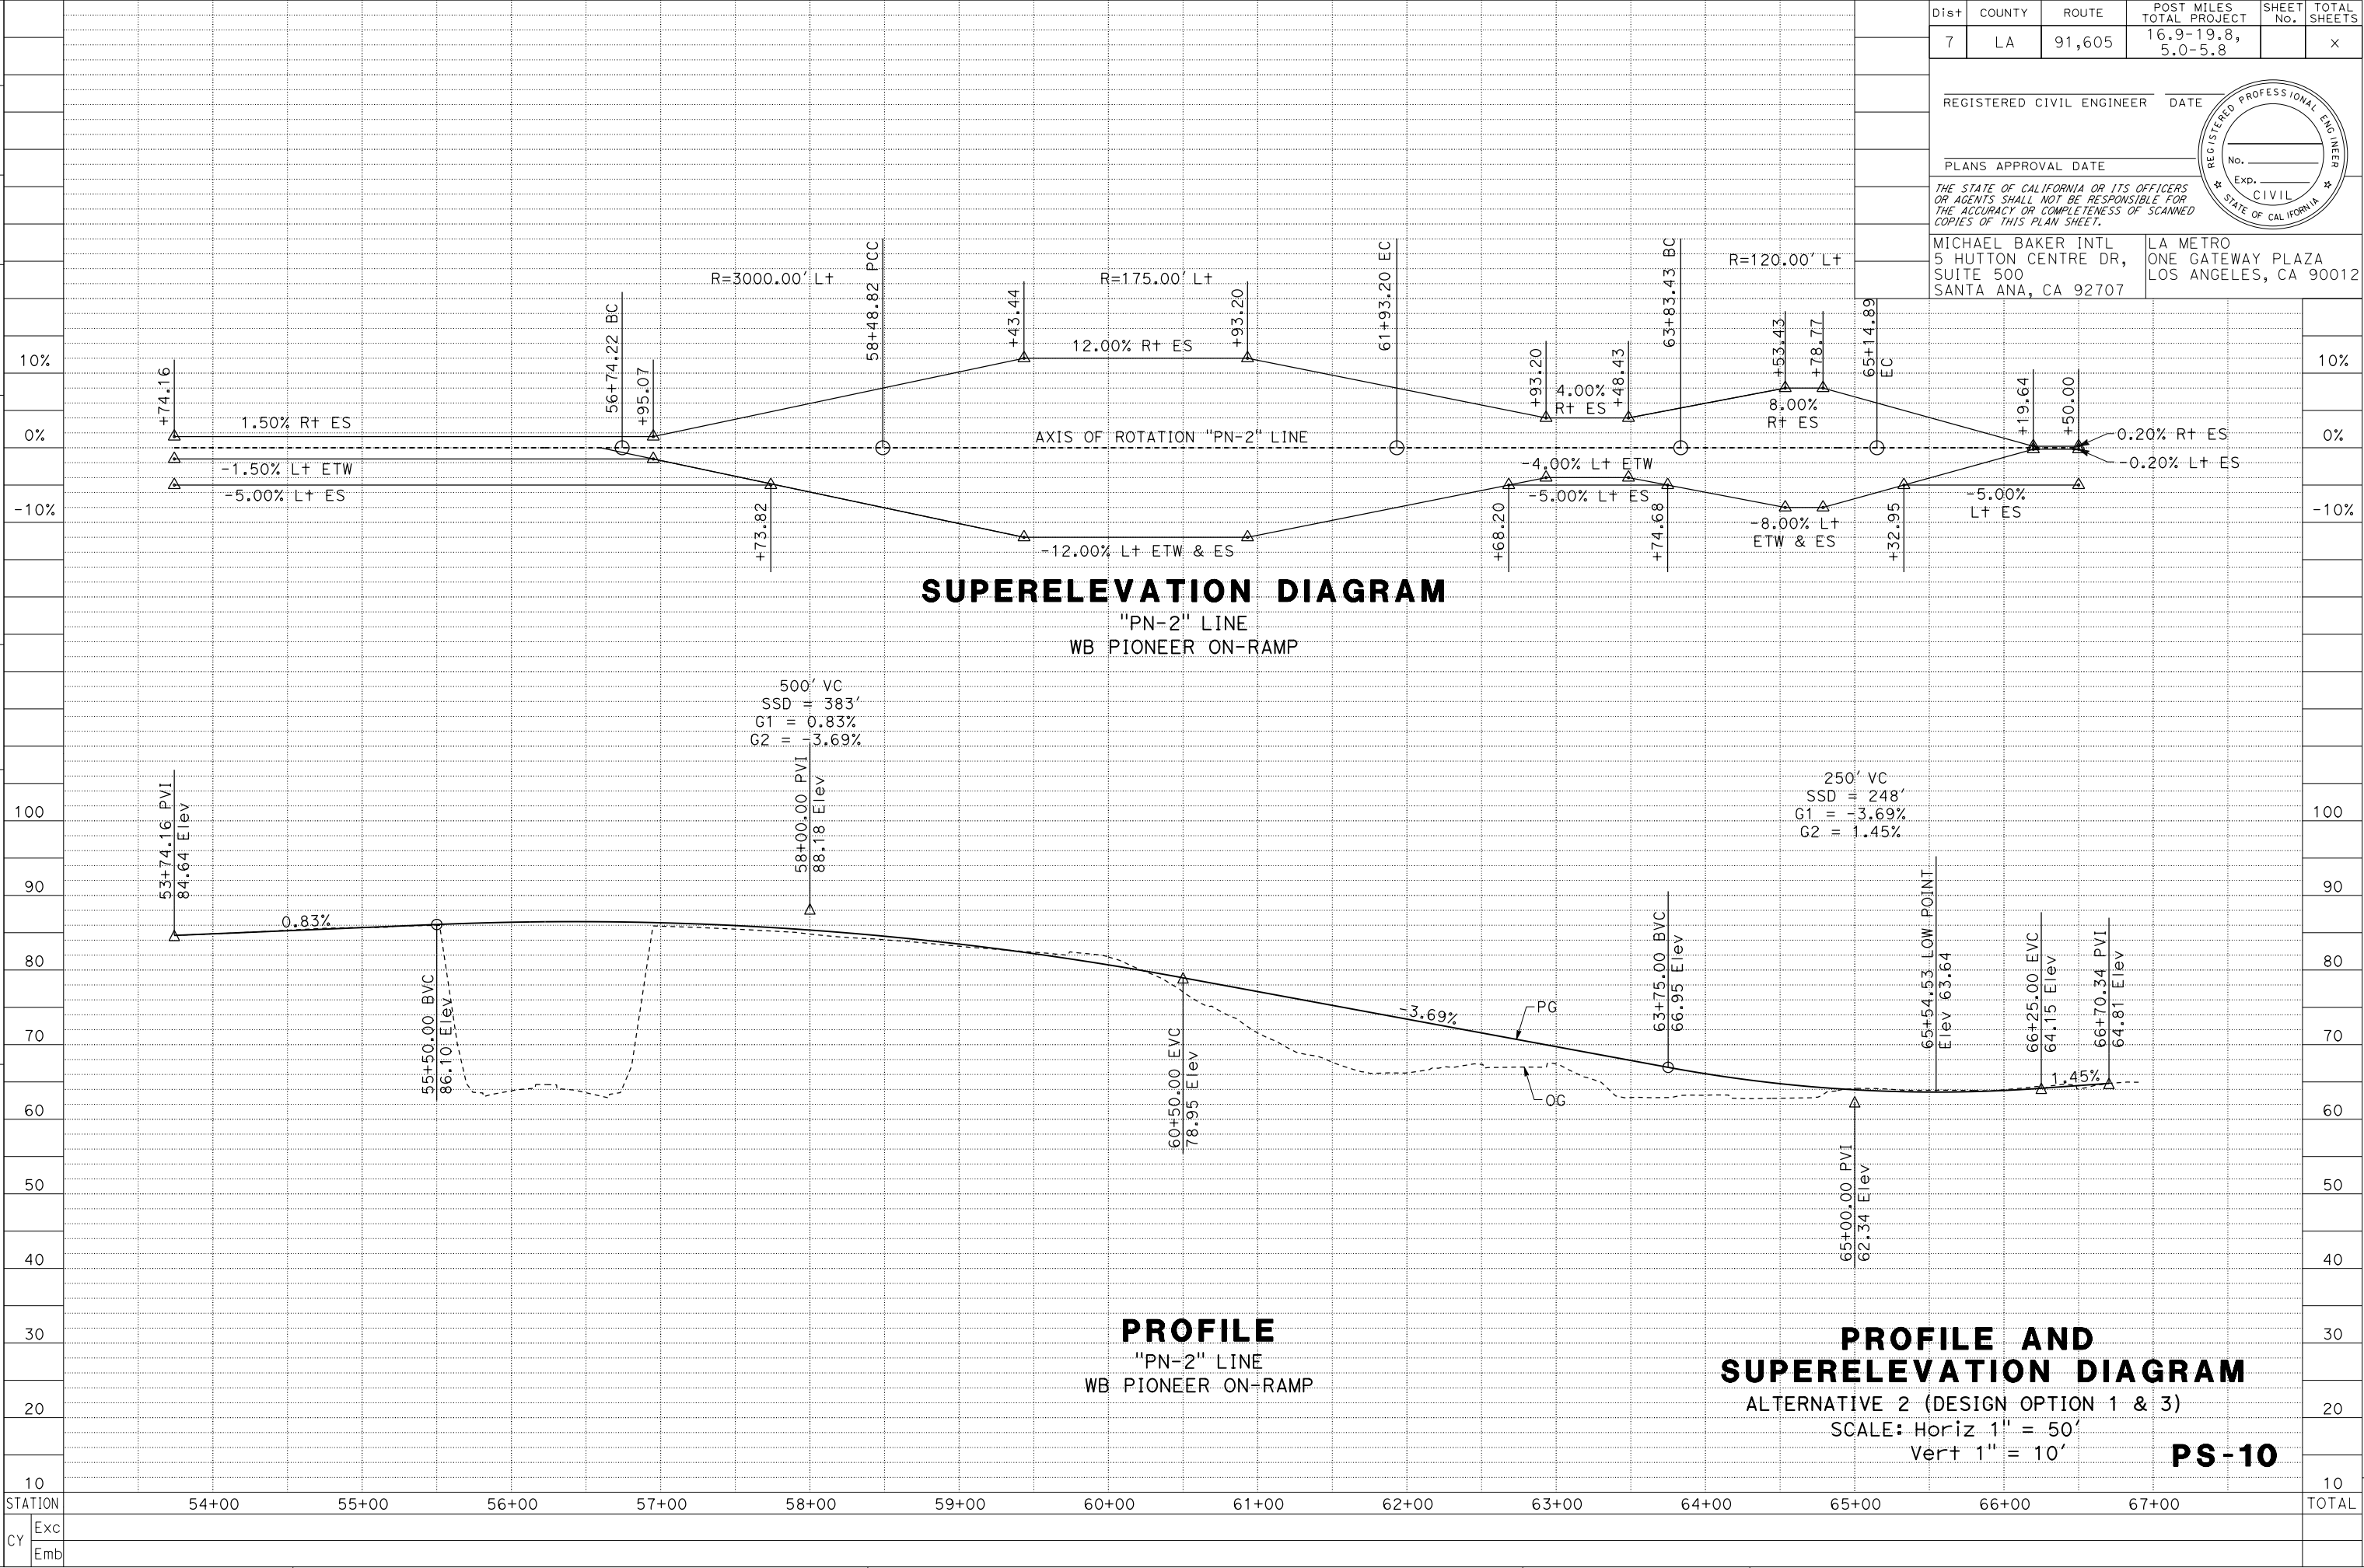 Dist COUNTY ROUTE POST MILES TOTAL PROJECT SHEET No. TOTAL SHEETS
7 LA 91,605 16.9-19.8, 5.0-5.8 X
REGISTERED CIVIL ENGINEER DATE
PLANS APPROVAL DATE
THE STATE OF CALIFORNIA OR ITS OFFICERS
OR AGENTS SHALL NOT BE RESPONSIBLE FOR
THE ACCURACY OR COMPLETENESS OF SCANNED
COPIES OF THIS PLAN SHEET.
REGISTERED PROFESSIONAL ENGINEER
No.
Exp.
CIVIL
STATE OF CALIFORNIA
MICHAEL BAKER INTL
5 HUTTON CENTRE DR,
SUITE 500
SANTA ANA, CA 92707
LA METRO
ONE GATEWAY PLAZA
LOS ANGELES, CA 90012
10%
0%
-10%
10%
0%
-10%
+74.16
1.50% Rt ES
-1.50% Lt ETW
-5.00% Lt ES
56+74.22 BC
+95.07
+73.82
R=3000.00' Lt
58+48.82 PCC
+43.44
R=175.00' Lt
12.00% Rt ES
+93.20
AXIS OF ROTATION "PN-2" LINE
-12.00% Lt ETW & ES
61+93.20 EC
+93.20
4.00%
Rt ES
+48.43
-4.00% Lt ETW
-5.00% Lt ES
+68.20
+74.68
63+83.43 BC
R=120.00' Lt
+53.43
+78.77
8.00%
Rt ES
-8.00% Lt
ETW & ES
65+14.89
EC
+32.95
-5.00%
Lt ES
+19.64
+50.00
0.20% Rt ES
-0.20% Lt ES
SUPERELEVATION DIAGRAM
"PN-2" LINE
WB PIONEER ON-RAMP
500' VC
SSD = 383'
G1 = 0.83%
G2 = -3.69%
58+00.00 PVI
88.18 Elev
250' VC
SSD = 248'
G1 = -3.69%
G2 = 1.45%
53+74.16 PVI
84.64 Elev
0.83%
55+50.00 BVC
86.10 Elev
60+50.00 EVC
78.95 Elev
-3.69%
PG
OG
63+75.00 BVC
66.95 Elev
65+00.00 PVI
62.34 Elev
65+54.53 LOW POINT
Elev 63.64
66+25.00 EVC
64.15 Elev
1.45%
66+70.34 PVI
64.81 Elev
100
90
80
70
60
50
40
30
20
10
100
90
80
70
60
50
40
30
20
10
PROFILE
"PN-2" LINE
WB PIONEER ON-RAMP
PROFILE AND
SUPERELEVATION DIAGRAM
ALTERNATIVE 2 (DESIGN OPTION 1 & 3)
SCALE: Horiz 1" = 50'
Vert 1" = 10'
PS-10
STATION 54+00 55+00 56+00 57+00 58+00 59+00 60+00 61+00 62+00 63+00 64+00 65+00 66+00 67+00 TOTAL
CY
Exc
Emb